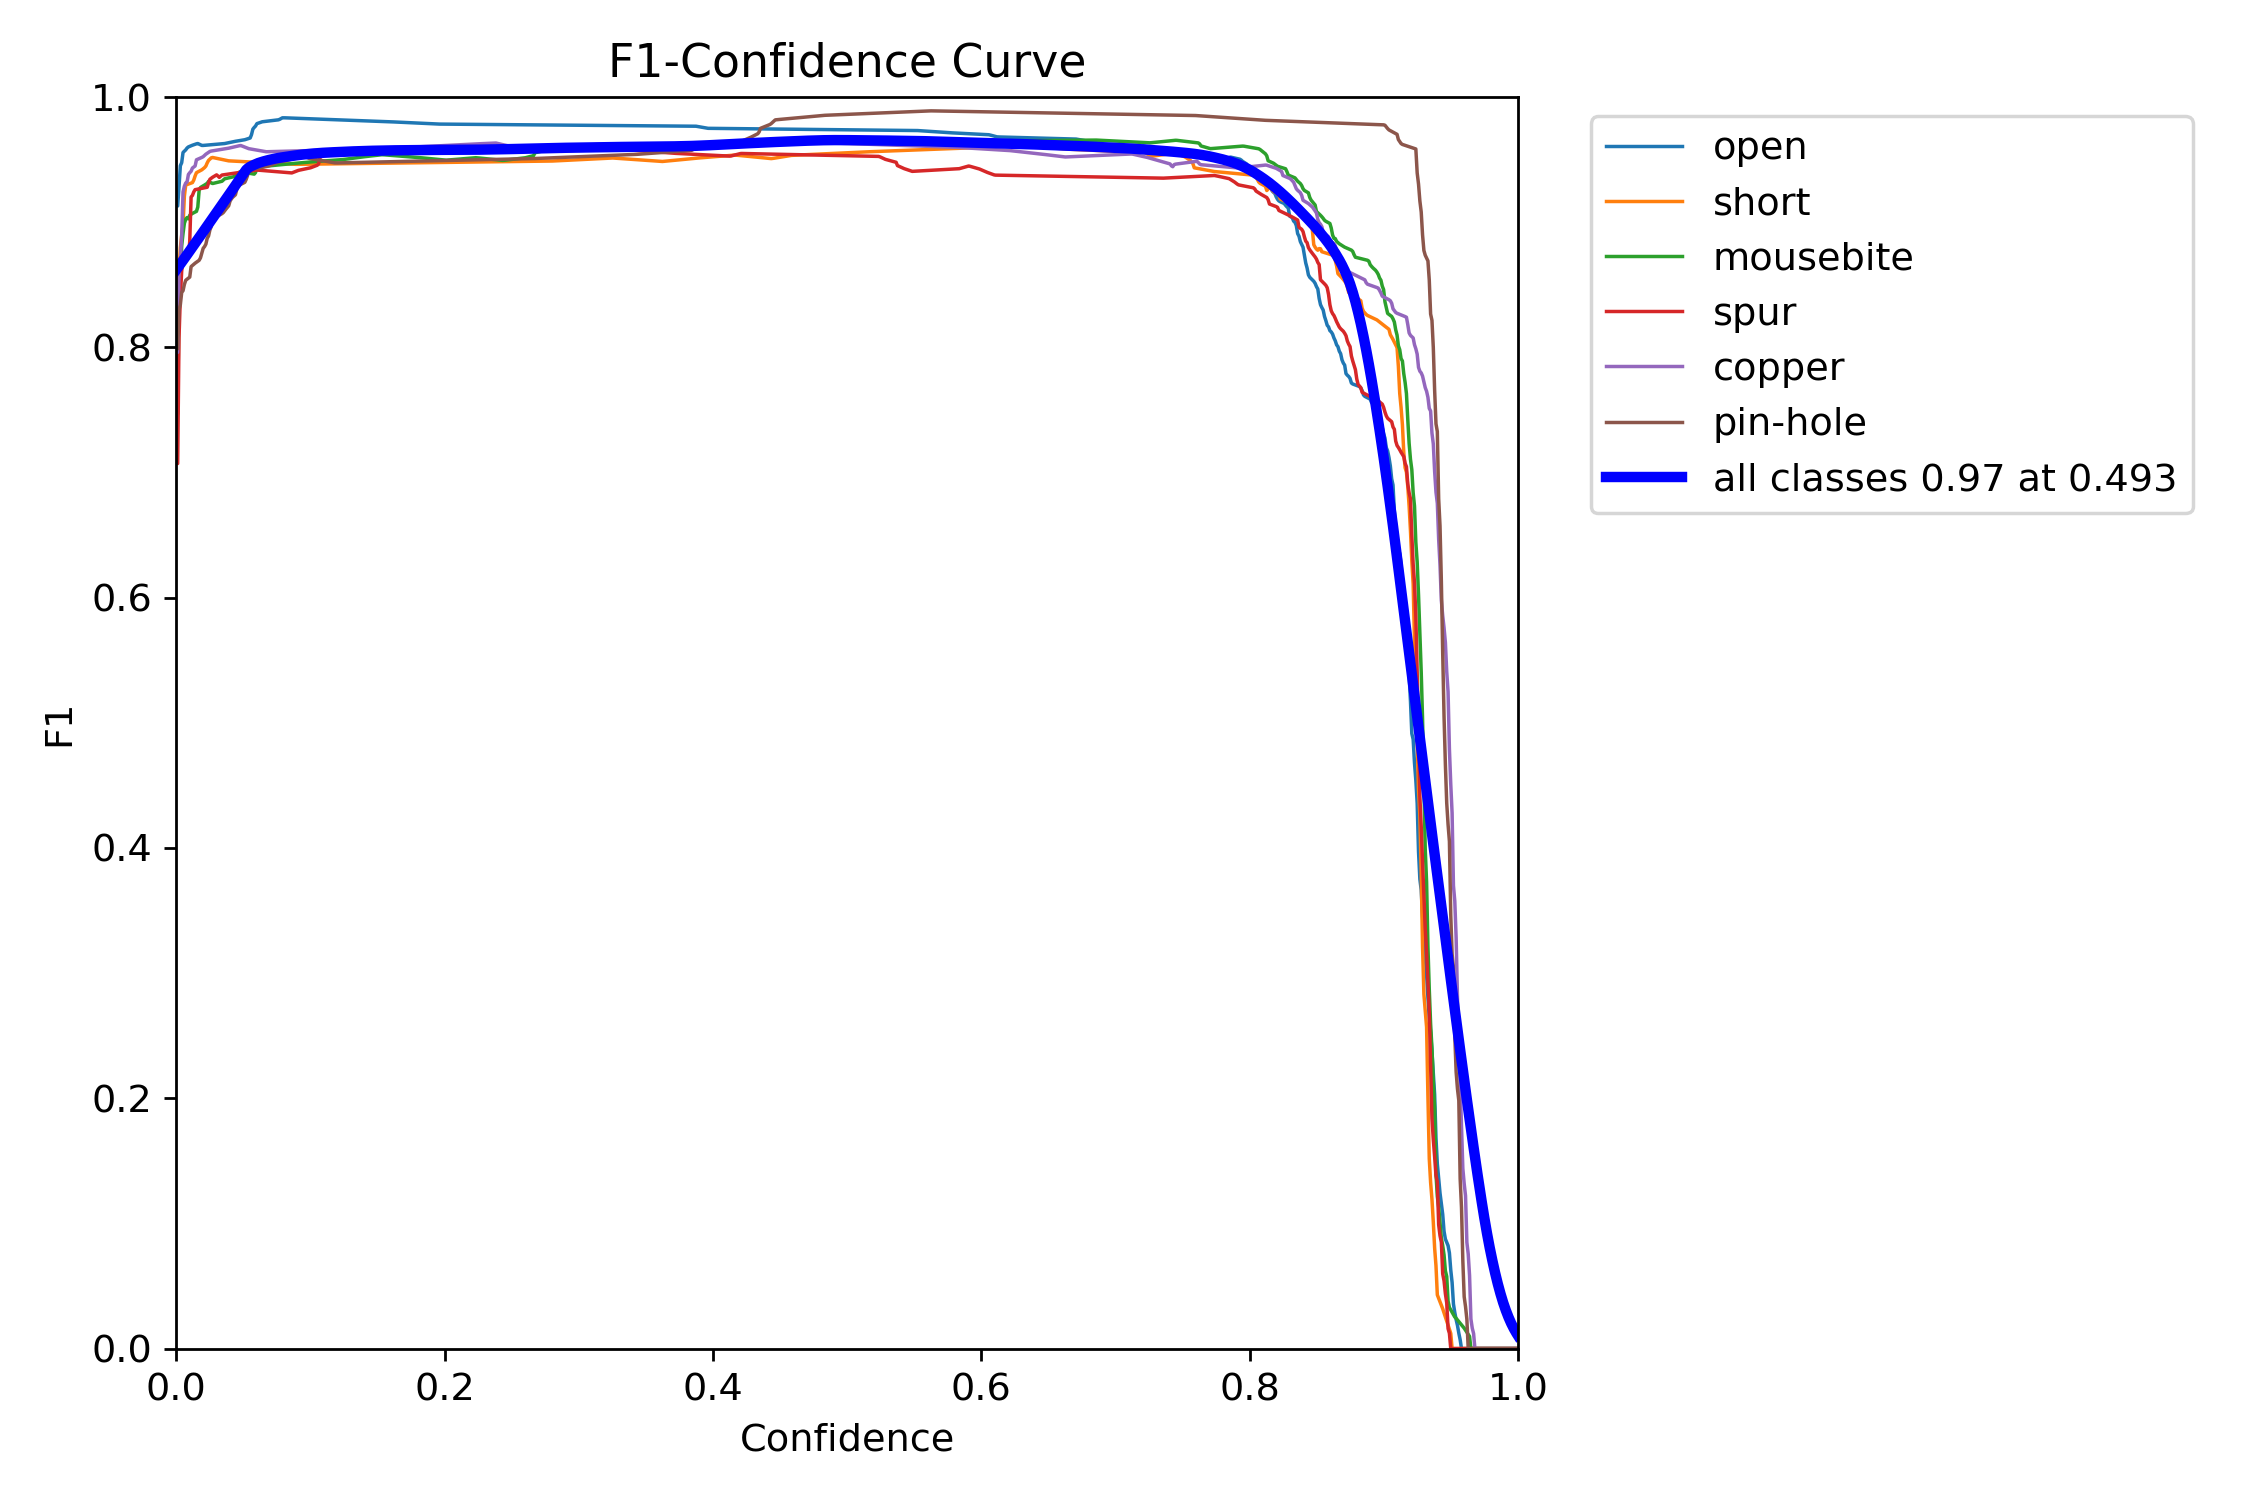 F1-Confidence Curve
1.0
0.8
0.6
0.4
0.2
0.0
F1
0.0 0.2 0.4 0.6 0.8 1.0
Confidence
open
short
mousebite
spur
copper
pin-hole
all classes 0.97 at 0.493